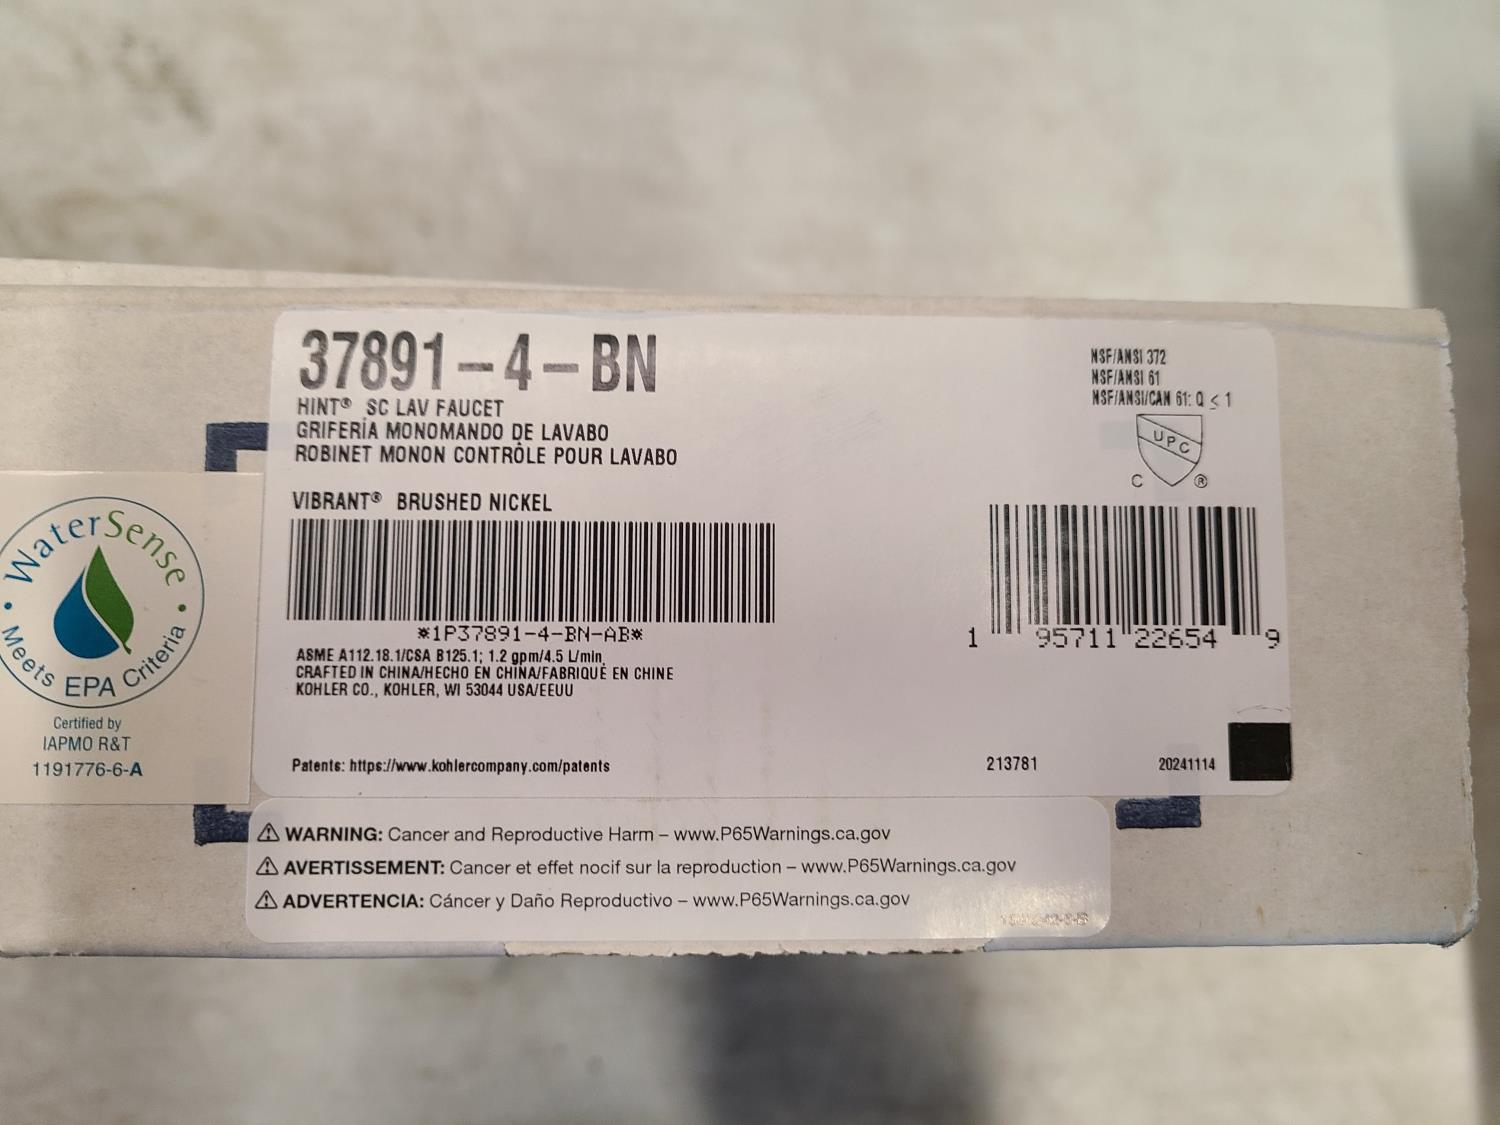 37891-4-BN
HINT® SC LAV FAUCET
GRIFERÍA MONOMANDO DE LAVABO
ROBINET MONON CONTRÔLE POUR LAVABO
VIBRANT® BRUSHED NICKEL
*1P37891-4-BN-AB*
ASME A112.18.1/CSA B125.1; 1.2 gpm/4.5 L/min
CRAFTED IN CHINA/HECHO EN CHINA/FABRIQUÉ EN CHINE
KOHLER CO., KOHLER, WI 53044 USA/EEUU
Patents: https://www.kohlercompany.com/patents
213781
20241114
NSF/ANSI 372
NSF/ANSI 61
NSF/ANSI/CAN 61: Q ≤ 1
UPC
C ®
1 95711 22654 9
WaterSense
Meets EPA Criteria
Certified by
IAPMO R&T
1191776-6-A
⚠ WARNING: Cancer and Reproductive Harm – www.P65Warnings.ca.gov
⚠ AVERTISSEMENT: Cancer et effet nocif sur la reproduction – www.P65Warnings.ca.gov
⚠ ADVERTENCIA: Cáncer y Daño Reproductivo – www.P65Warnings.ca.gov